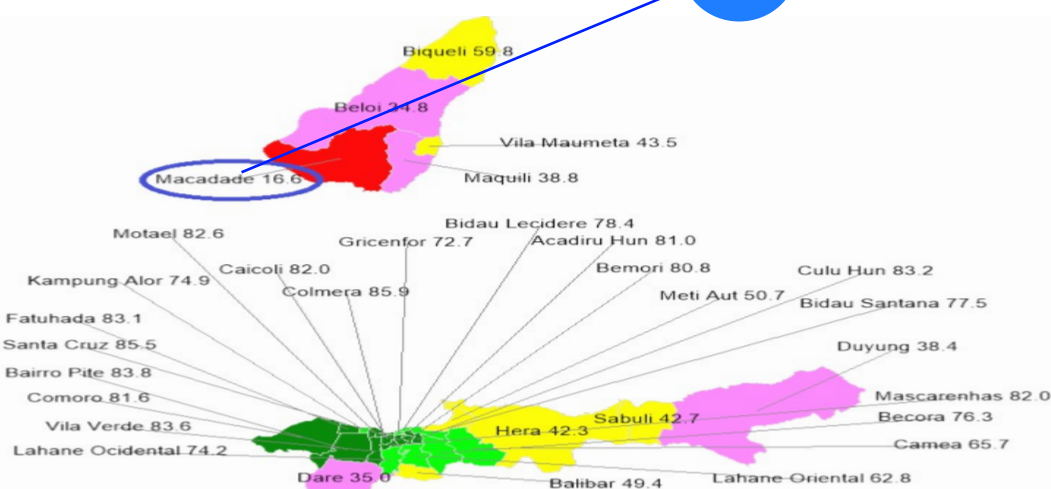 Biqueli 59.8
Beloi 34.8
Vila Maumeta 43.5
Macadade 16.6
Maquili 38.8
Bidau Lecidere 78.4
Motael 82.6
Gricenfor 72.7
Acadiru Hun 81.0
Caicoli 82.0
Bemori 80.8
Culu Hun 83.2
Kampung Alor 74.9
Colmera 85.9
Meti Aut 50.7
Bidau Santana 77.5
Fatuhada 83.1
Santa Cruz 85.5
Duyung 38.4
Bairro Pite 83.8
Comoro 81.6
Mascarenhas 82.0
Sabuli 42.7
Becora 76.3
Vila Verde 83.6
Hera 42.3
Camea 65.7
Lahane Ocidental 74.2
Dare 35.0
Balibar 49.4
Lahane Oriental 62.8